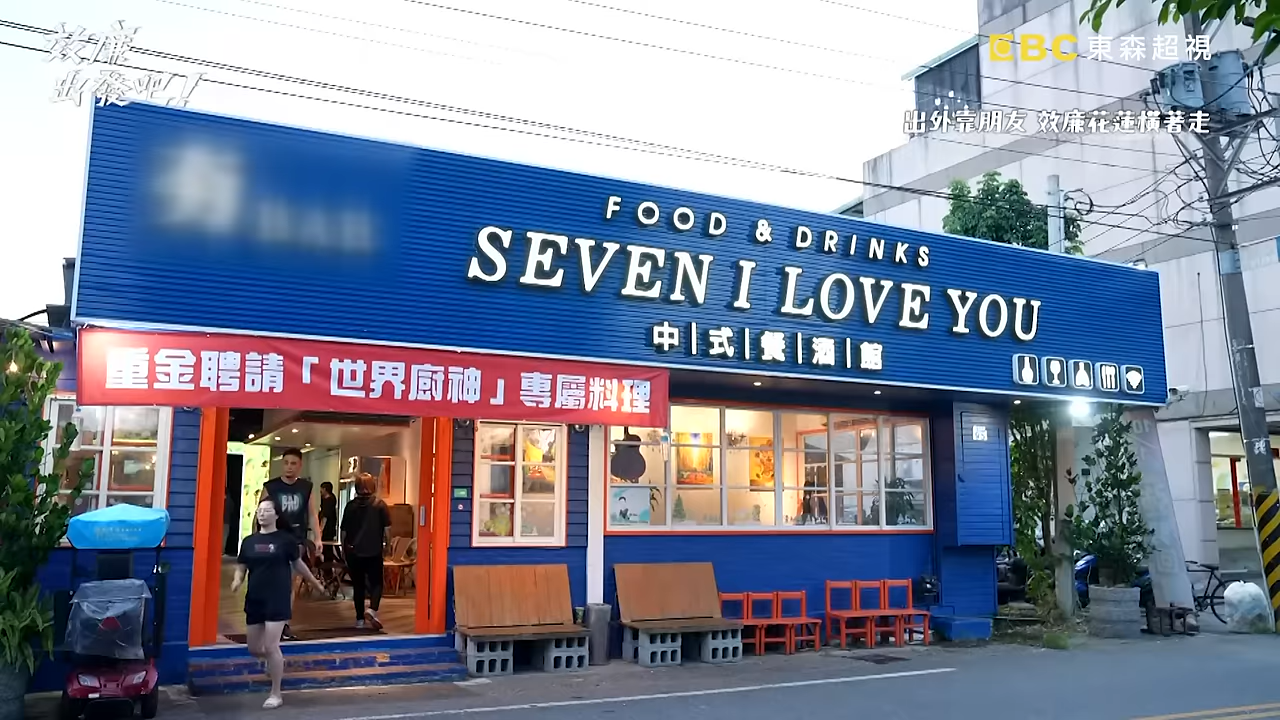 效廉
出發吧！
EBC 東森超視
出外靠朋友 效廉花蓮橫著走
FOOD & DRINKS
SEVEN I LOVE YOU
中|式|餐|酒|館
重金聘請「世界廚神」專屬料理